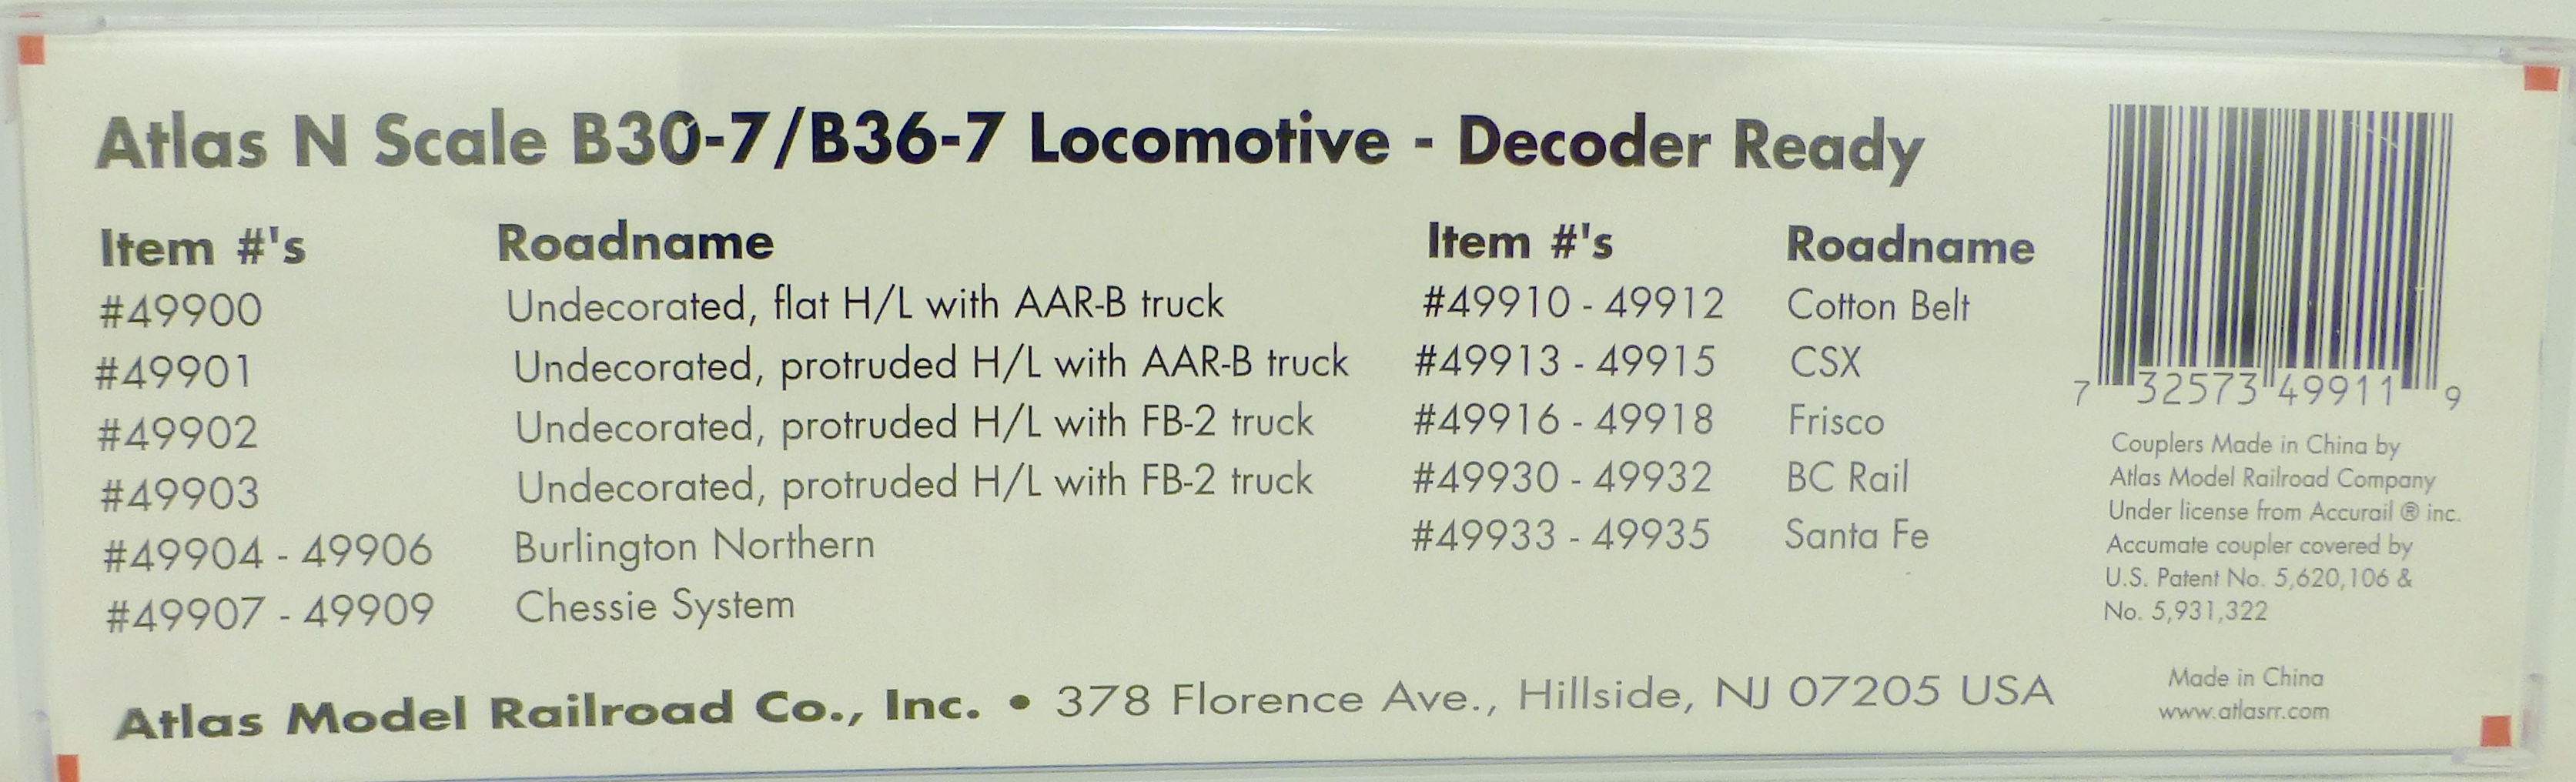 Atlas N Scale B30-7/B36-7 Locomotive - Decoder Ready
Item #'s Roadname
#49900 Undecorated, flat H/L with AAR-B truck
#49901 Undecorated, protruded H/L with AAR-B truck
#49902 Undecorated, protruded H/L with FB-2 truck
#49903 Undecorated, protruded H/L with FB-2 truck
#49904 - 49906 Burlington Northern
#49907 - 49909 Chessie System
Item #'s Roadname
#49910 - 49912 Cotton Belt
#49913 - 49915 CSX
#49916 - 49918 Frisco
#49930 - 49932 BC Rail
#49933 - 49935 Santa Fe
7 32573 49911 9
Couplers Made in China by
Atlas Model Railroad Company
Under license from Accurail ® inc.
Accumate coupler covered by
U.S. Patent No. 5,620,106 &
No. 5,931,322
Made in China
www.atlasrr.com
Atlas Model Railroad Co., Inc. • 378 Florence Ave., Hillside, NJ 07205 USA